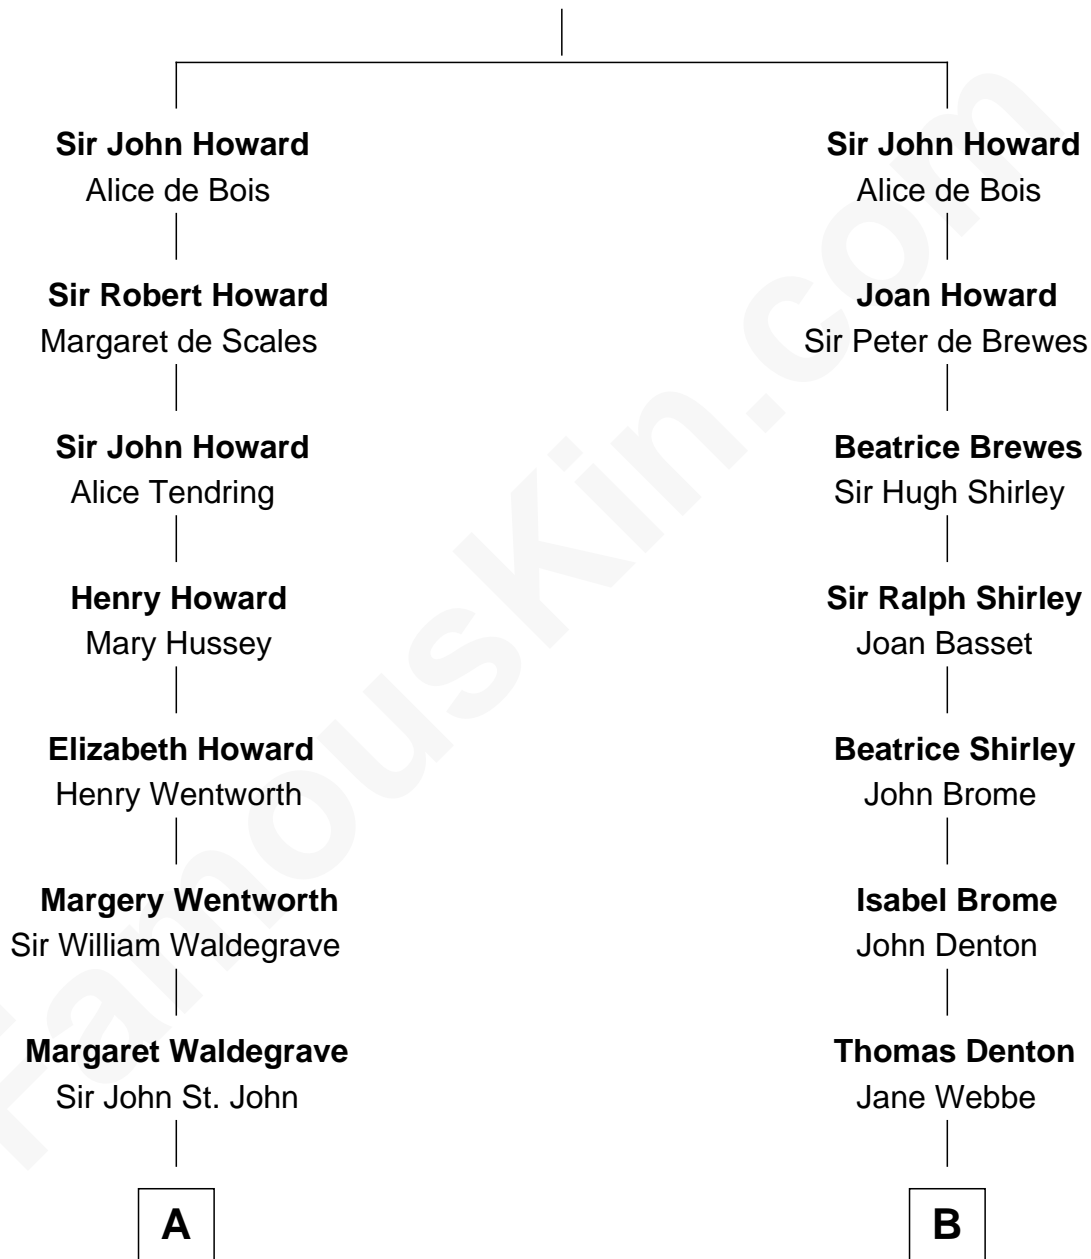 Sir John Howard
Alice de Bois
Sir Robert Howard
Margaret de Scales
Sir John Howard
Alice Tendring
Henry Howard
Mary Hussey
Elizabeth Howard
Henry Wentworth
Margery Wentworth
Sir William Waldegrave
Margaret Waldegrave
Sir John St. John
A
Sir John Howard
Alice de Bois
Joan Howard
Sir Peter de Brewes
Beatrice Brewes
Sir Hugh Shirley
Sir Ralph Shirley
Joan Basset
Beatrice Shirley
John Brome
Isabel Brome
John Denton
Thomas Denton
Jane Webbe
B
FamousKin.com